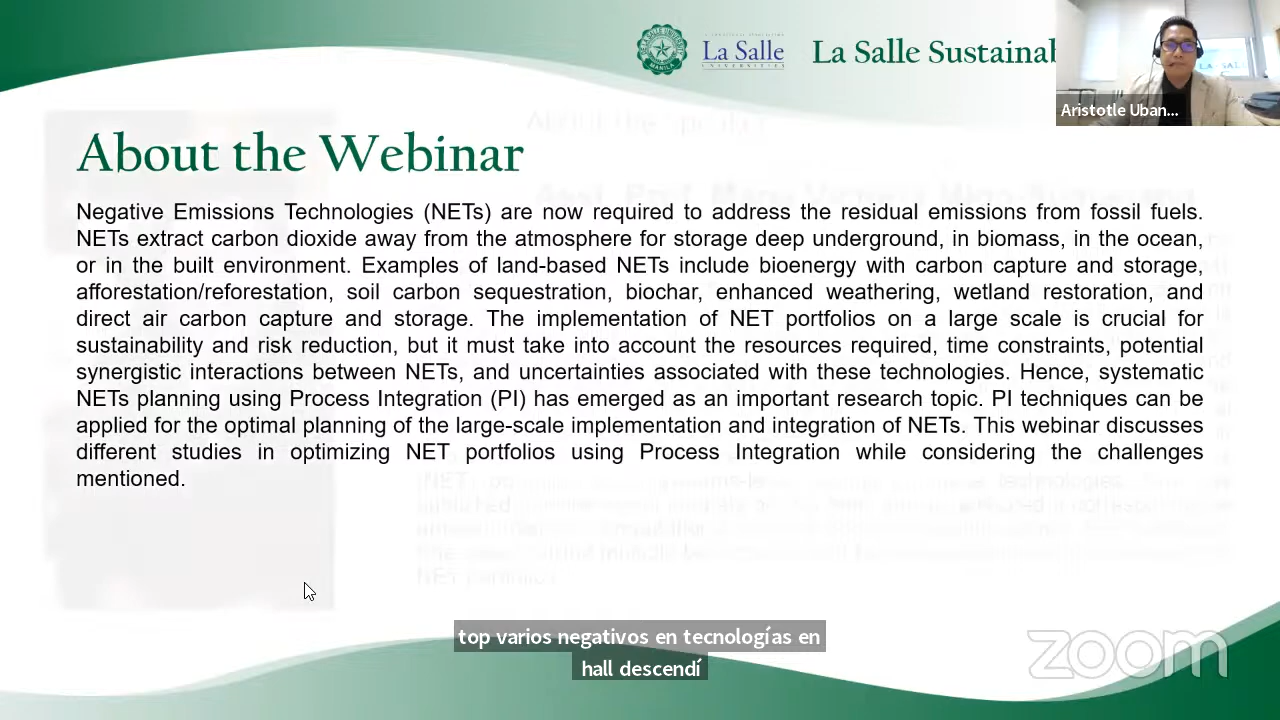 La Salle
UNIVERSITIES
La Salle Sustainab
Aristotle Uban...
About the Webinar
Negative Emissions Technologies (NETs) are now required to address the residual emissions from fossil fuels.
NETs extract carbon dioxide away from the atmosphere for storage deep underground, in biomass, in the ocean,
or in the built environment. Examples of land-based NETs include bioenergy with carbon capture and storage,
afforestation/reforestation, soil carbon sequestration, biochar, enhanced weathering, wetland restoration, and
direct air carbon capture and storage. The implementation of NET portfolios on a large scale is crucial for
sustainability and risk reduction, but it must take into account the resources required, time constraints, potential
synergistic interactions between NETs, and uncertainties associated with these technologies. Hence, systematic
NETs planning using Process Integration (PI) has emerged as an important research topic. PI techniques can be
applied for the optimal planning of the large-scale implementation and integration of NETs. This webinar discusses
different studies in optimizing NET portfolios using Process Integration while considering the challenges
mentioned.
top varios negativos en tecnologías en
hall descendí
zoom